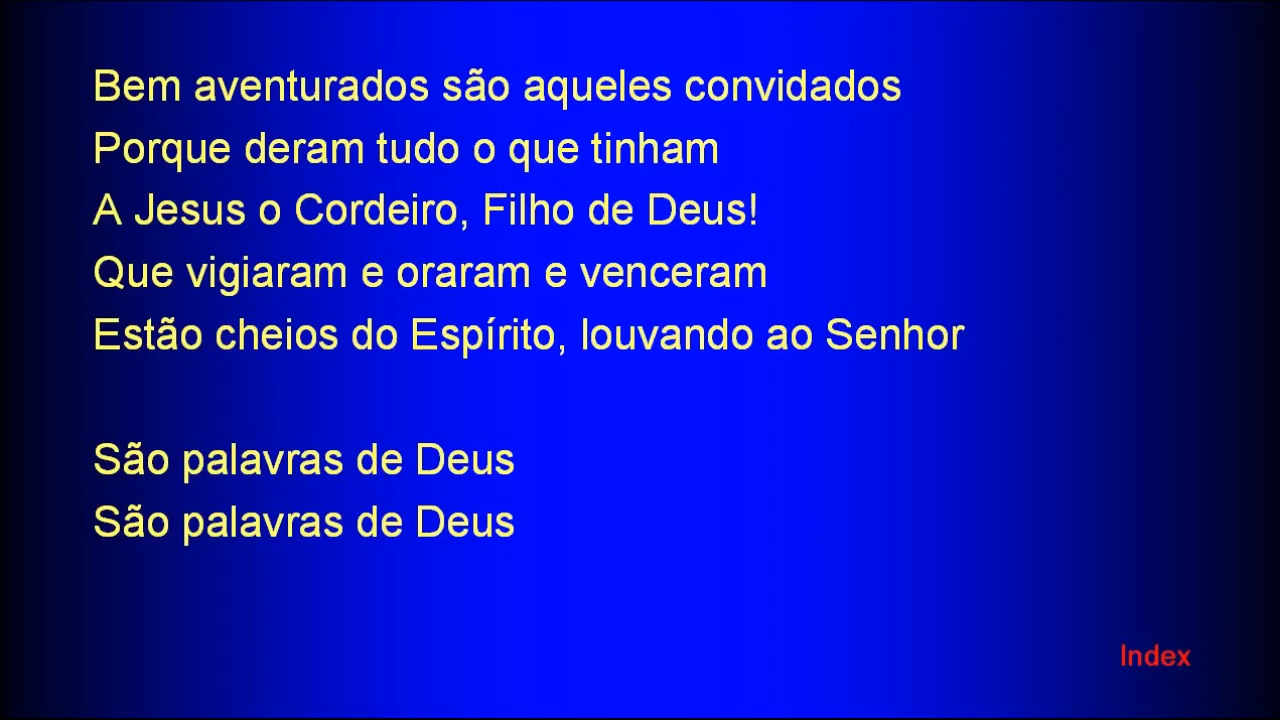 Bem aventurados são aqueles convidados
Porque deram tudo o que tinham
A Jesus o Cordeiro, Filho de Deus!
Que vigiaram e oraram e venceram
Estão cheios do Espírito, louvando ao Senhor
São palavras de Deus
São palavras de Deus
Index